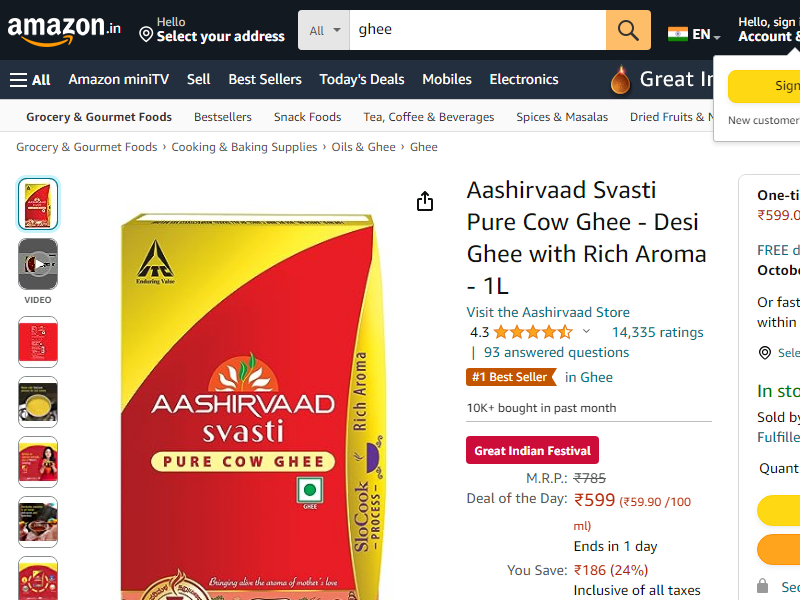 amazon.in
Hello
Select your address
All
ghee
EN
Hello, sign
Account &
All
Amazon miniTV
Sell
Best Sellers
Today's Deals
Mobiles
Electronics
Great
Sign
New customer
Grocery & Gourmet Foods
Bestsellers
Snack Foods
Tea, Coffee & Beverages
Spices & Masalas
Dried Fruits &
Grocery & Gourmet Foods › Cooking & Baking Supplies › Oils & Ghee › Ghee
VIDEO
Enduring Value
AASHIRVAAD
svasti
PURE COW GHEE
GHEE
Rich Aroma
SloCook
– PROCESS –
Bringing alive the aroma of mother's love
Aashirvaad Svasti
Pure Cow Ghee - Desi
Ghee with Rich Aroma
- 1L
Visit the Aashirvaad Store
4.3
14,335 ratings
| 93 answered questions
#1 Best Seller in Ghee
10K+ bought in past month
Great Indian Festival
M.R.P.: ₹785
Deal of the Day: ₹599 (₹59.90 /100
ml)
Ends in 1 day
You Save: ₹186 (24%)
Inclusive of all taxes
One-ti
₹599.0
FREE d
Octobe
Or fast
within
Sele
In sto
Sold by
Fulfille
Quant
Sec